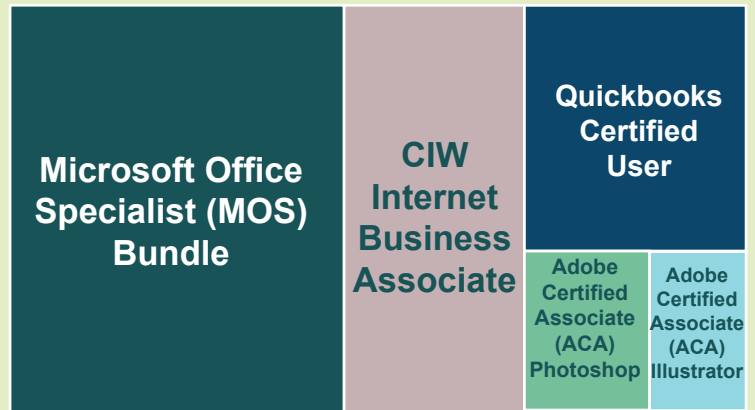 Microsoft Office
Specialist (MOS)
Bundle
CIW
Internet
Business
Associate
Quickbooks
Certified
User
Adobe
Certified
Associate
(ACA)
Photoshop
Adobe
Certified
Associate
(ACA)
Illustrator